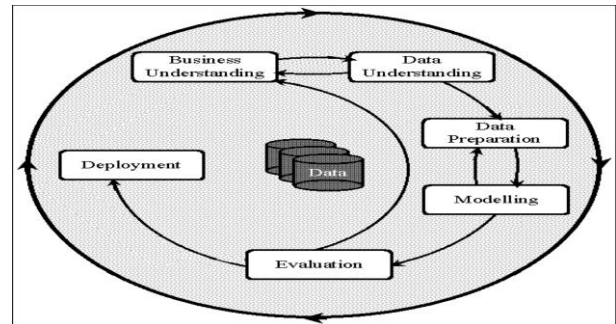 Business
Understanding
Data
Understanding
Data
Preparation
Modelling
Evaluation
Deployment
Data